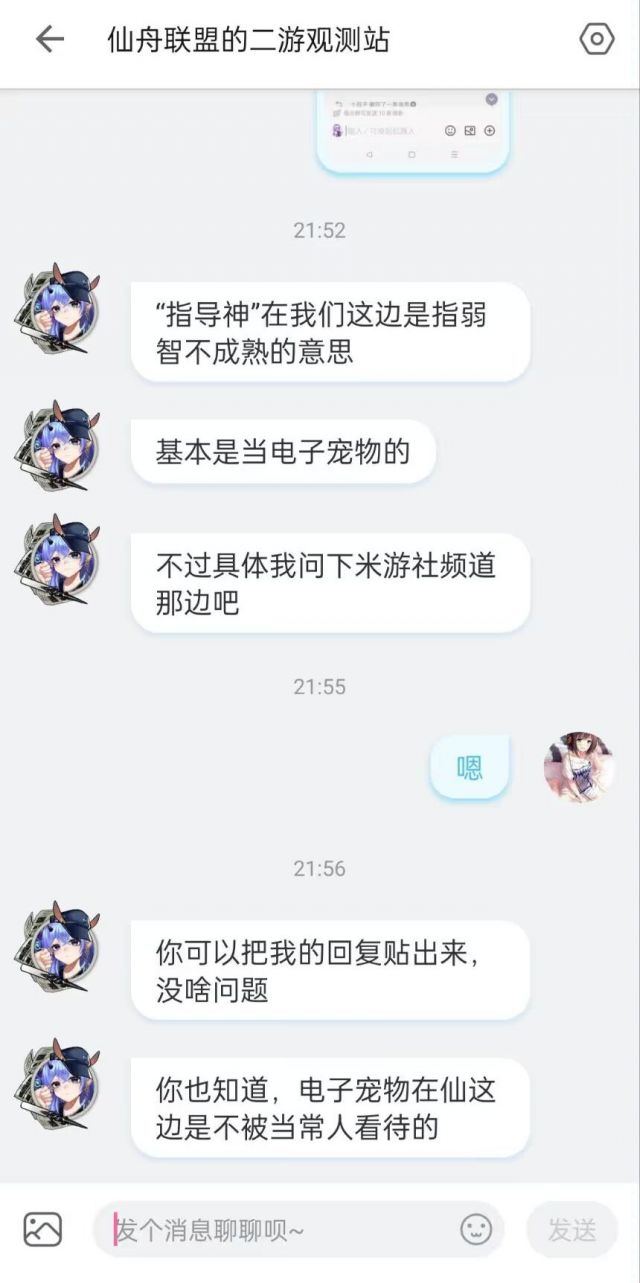 仙舟联盟的二游观测站
21:52
“指导神”在我们这边是指弱
智不成熟的意思
基本是当电子宠物的
不过具体我问下米游社频道
那边吧
21:55
嗯
21:56
你可以把我的回复贴出来,
没啥问题
你也知道，电子宠物在仙这
边是不被当常人看待的
发个消息聊聊呗~
发送